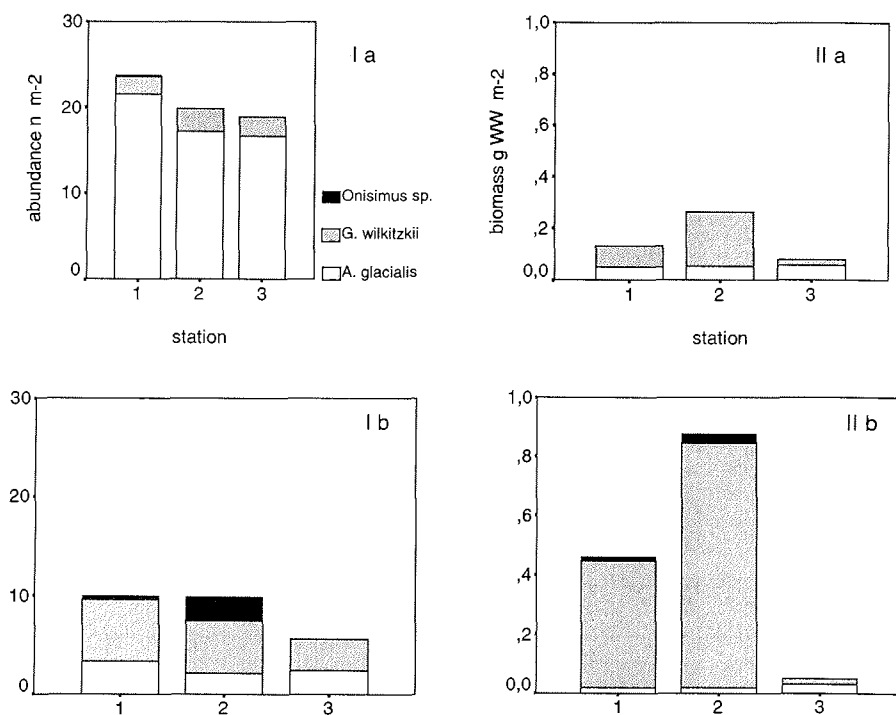 30
20
10
0
abundance n m-2
I a
Onisimus sp.
G. wilkitzkii
A. glacialis
1 2 3
station
1,0
,8
,6
,4
,2
0,0
biomass g WW m-2
II a
1 2 3
station
30
20
10
0
I b
1 2 3
1,0
,8
,6
,4
,2
0,0
II b
1 2 3